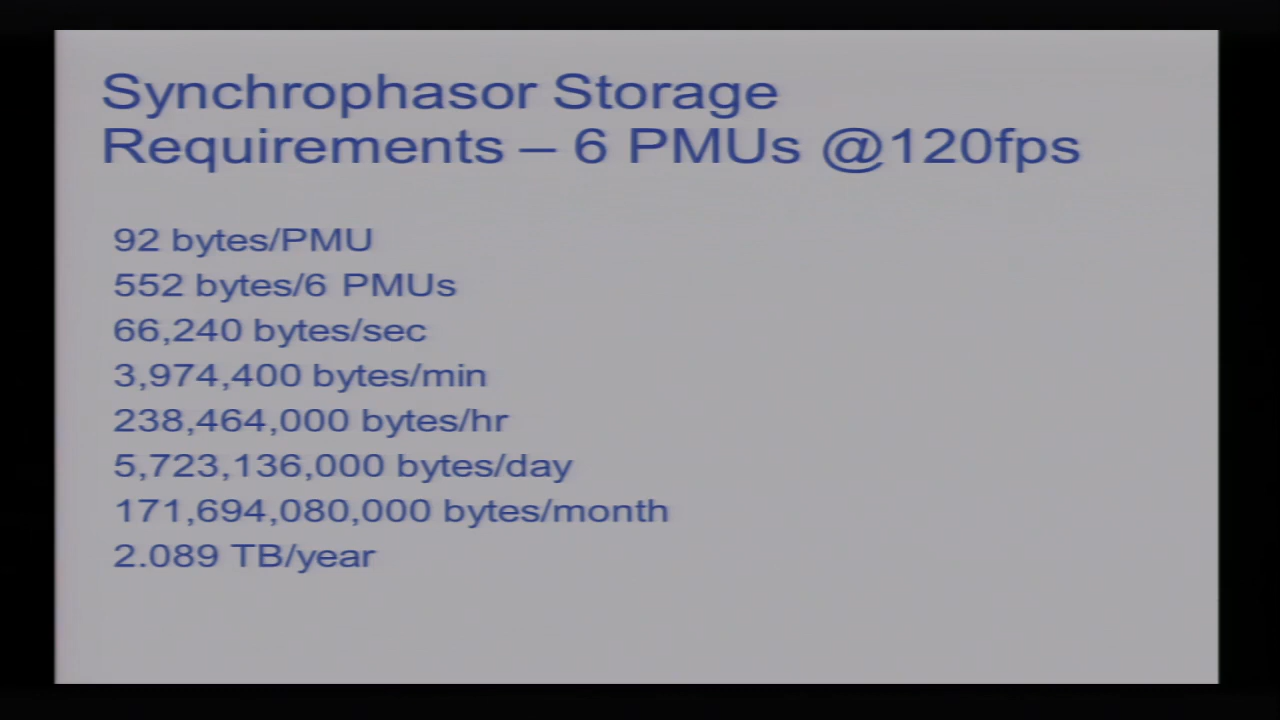 Synchrophasor Storage
Requirements – 6 PMUs @120fps
92 bytes/PMU
552 bytes/6 PMUs
66,240 bytes/sec
3,974,400 bytes/min
238,464,000 bytes/hr
5,723,136,000 bytes/day
171,694,080,000 bytes/month
2.089 TB/year